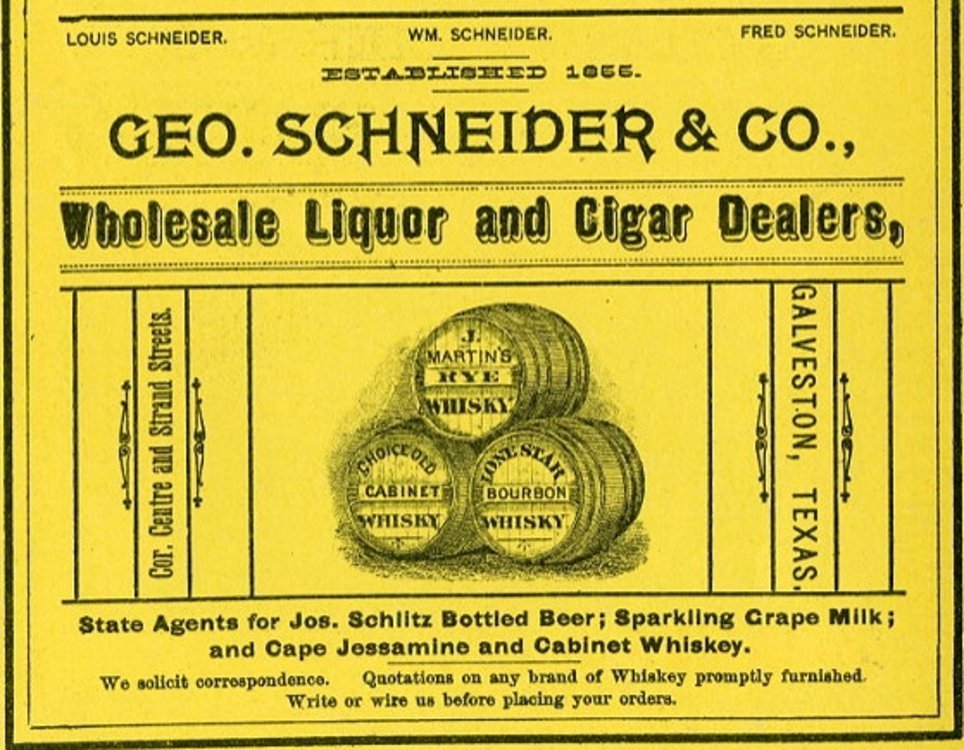 LOUIS SCHNEIDER. WM. SCHNEIDER. FRED SCHNEIDER.
ESTABLISHED 1855.
GEO. SCHNEIDER & CO.,
Wholesale Liquor and Cigar Dealers,
Cor. Centre and Strand Streets.
J.
MARTIN'S
RYE
WHISKY
CHOICE OLD
CABINET
WHISKY
LONE STAR
BOURBON
WHISKY
GALVESTON, TEXAS.
State Agents for Jos. Schlitz Bottled Beer; Sparkling Grape Milk;
and Cape Jessamine and Cabinet Whiskey.
We solicit correspondence. Quotations on any brand of Whiskey promptly furnished.
Write or wire us before placing your orders.